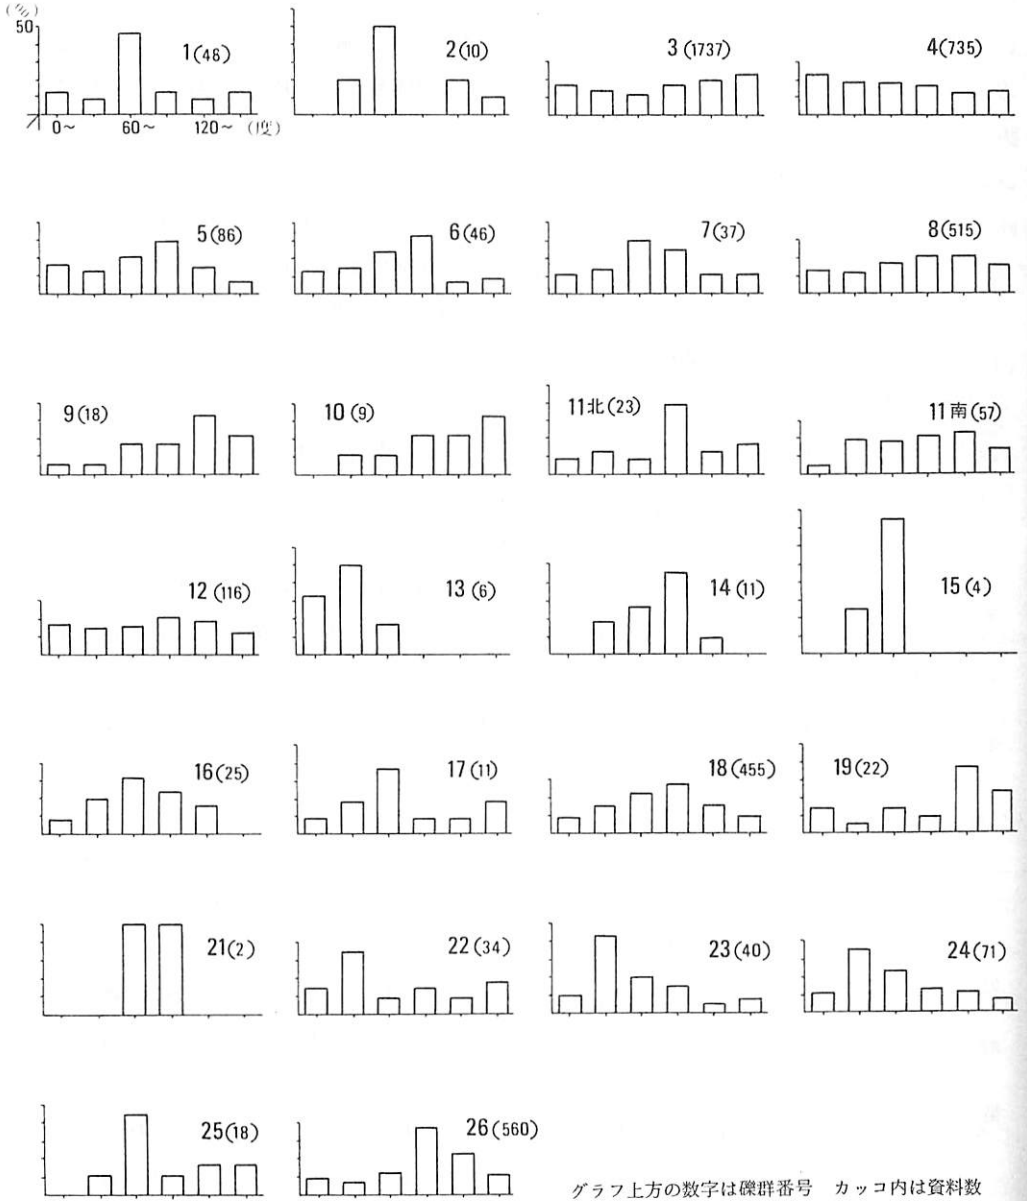 (%)
50
1(46) 2(10) 3(1737) 4(735)
0~ 60~ 120~ (度)
5(86) 6(46) 7(37) 8(515)
9(18) 10(9) 11北(23) 11南(57)
12(116) 13(6) 14(11) 15(4)
16(25) 17(11) 18(455) 19(22)
21(2) 22(34) 23(40) 24(71)
25(18) 26(560)
グラフ上方の数字は礫群番号 カッコ内は資料数